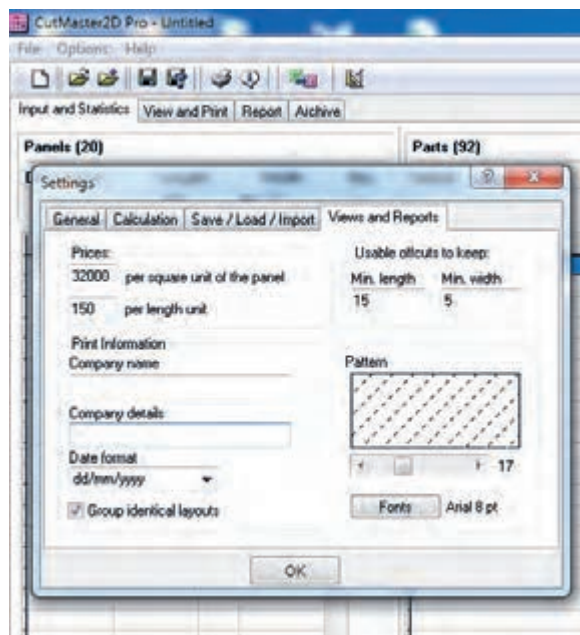 CutMaster2D Pro - Untitled
File Options Help
Input and Statistics View and Print Report Archive
Panels (20) Parts (92)
Settings
General Calculation Save / Load / Import Views and Reports
Prices:
32000 per square unit of the panel
150 per length unit
Print Information
Company name
Company details
Date format
dd/mm/yyyy
Group identical layouts
Usable offcuts to keep:
Min. length Min. width
15 5
Pattern
17
Fonts Arial 8 pt
OK